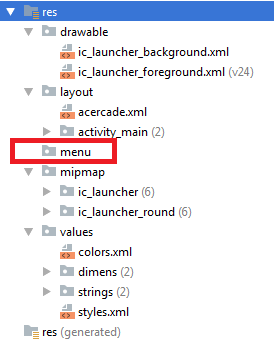 res
drawable
ic_launcher_background.xml
ic_launcher_foreground.xml (v24)
layout
acercade.xml
activity_main (2)
menu
mipmap
ic_launcher (6)
ic_launcher_round (6)
values
colors.xml
dimens (2)
strings (2)
styles.xml
res (generated)